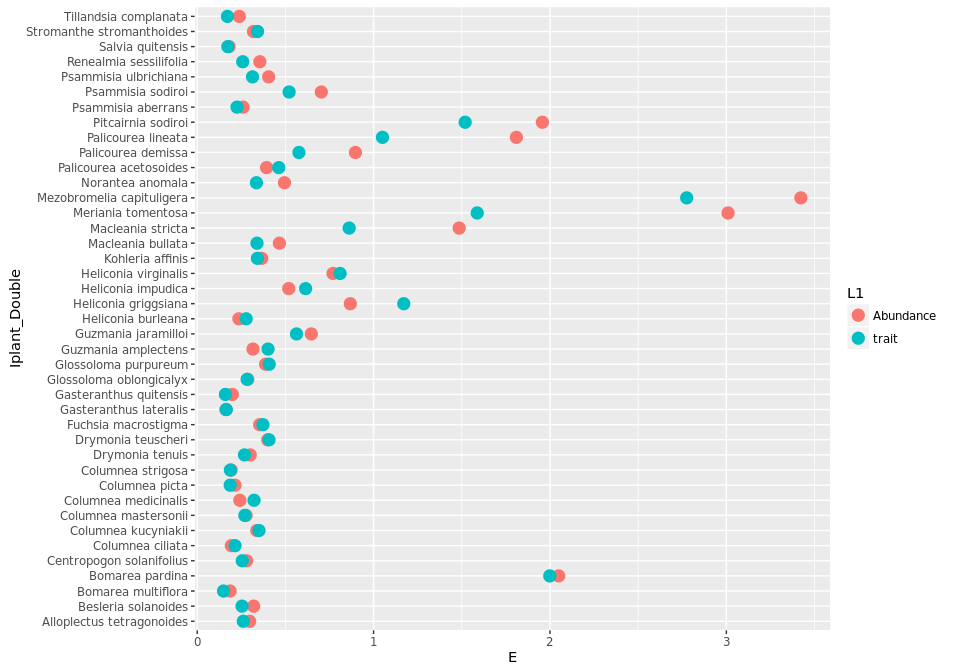 Tillandsia complanata
Stromanthe stromanthoides
Salvia quitensis
Renealmia sessilifolia
Psammisia ulbrichiana
Psammisia sodiroi
Psammisia aberrans
Pitcairnia sodiroi
Palicourea lineata
Palicourea demissa
Palicourea acetosoides
Norantea anomala
Mezobromelia capituligera
Meriania tomentosa
Macleania stricta
Macleania bullata
Kohleria affinis
Heliconia virginalis
Heliconia impudica
Heliconia griggsiana
Heliconia burleana
Guzmania jaramilloi
Guzmania amplectens
Glossoloma purpureum
Glossoloma oblongicalyx
Gasteranthus quitensis
Gasteranthus lateralis
Fuchsia macrostigma
Drymonia teuscheri
Drymonia tenuis
Columnea strigosa
Columnea picta
Columnea medicinalis
Columnea mastersonii
Columnea kucyniakii
Columnea ciliata
Centropogon solanifolius
Bomarea pardina
Bomarea multiflora
Besleria solanoides
Alloplectus tetragonoides
0 1 2 3
E
Iplant_Double
L1
Abundance
trait